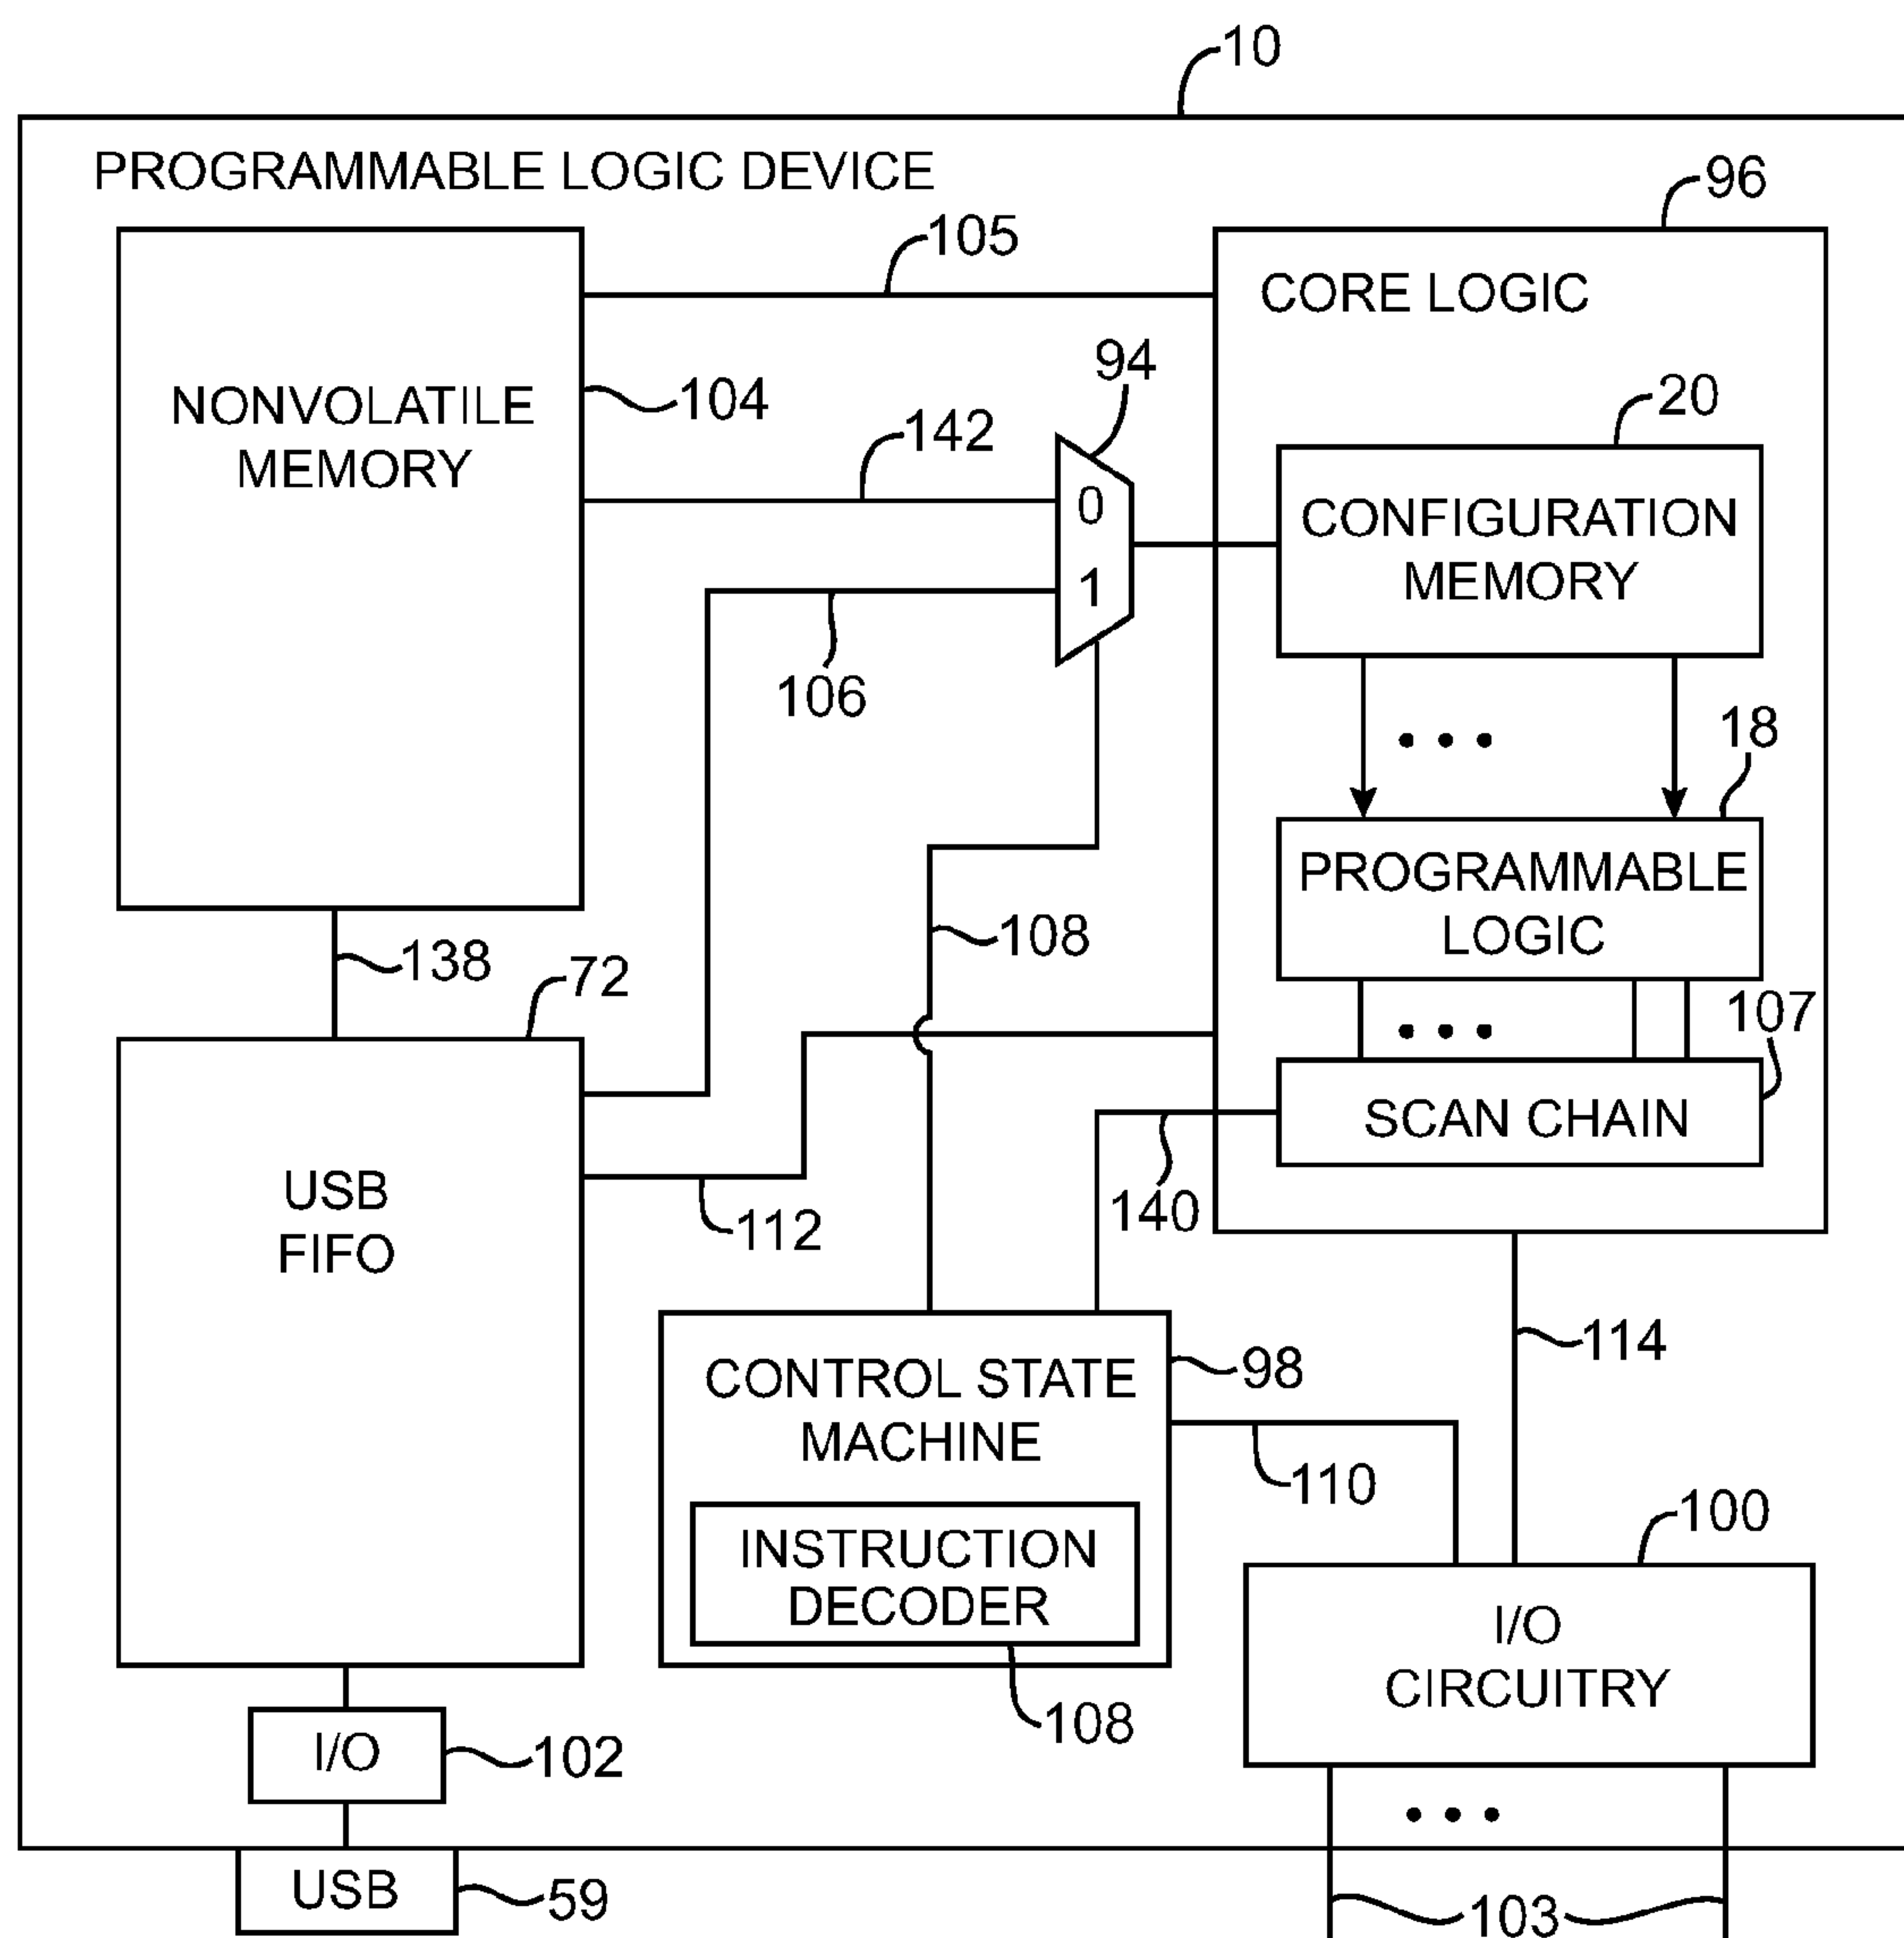 10
PROGRAMMABLE LOGIC DEVICE
96
105
CORE LOGIC
94
20
104
NONVOLATILE
MEMORY
142
0
1
CONFIGURATION
MEMORY
106
18
PROGRAMMABLE
LOGIC
108
138
72
107
SCAN CHAIN
140
USB
FIFO
112
114
98
CONTROL STATE
MACHINE
110
100
INSTRUCTION
DECODER
I/O
CIRCUITRY
108
I/O
102
USB
59
103